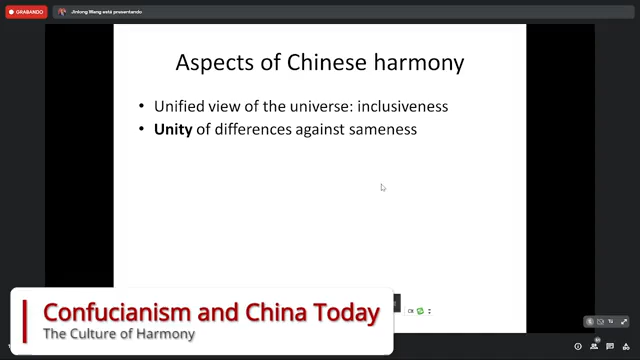 GRABANDO
Jinlong Wang está presentando
Aspects of Chinese harmony
• Unified view of the universe: inclusiveness
• Unity of differences against sameness
Confucianism and China Today
The Culture of Harmony